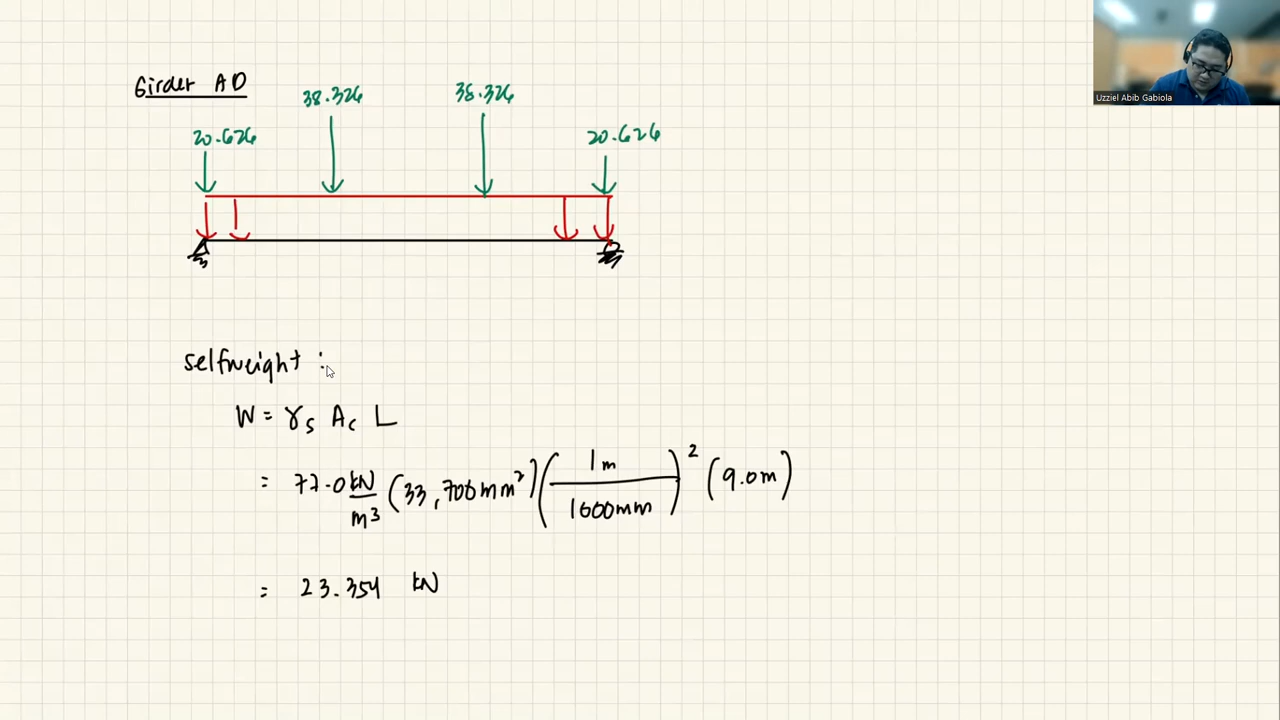 Girder AD
38.326 38.326
20.626 20.626
selfweight :
W = γs Ac L
= 77.0 kN/m³ (33,700 mm²) (1m / 1000mm)² (9.0m)
= 23.354 kN
Uzziel Abib Gabiola